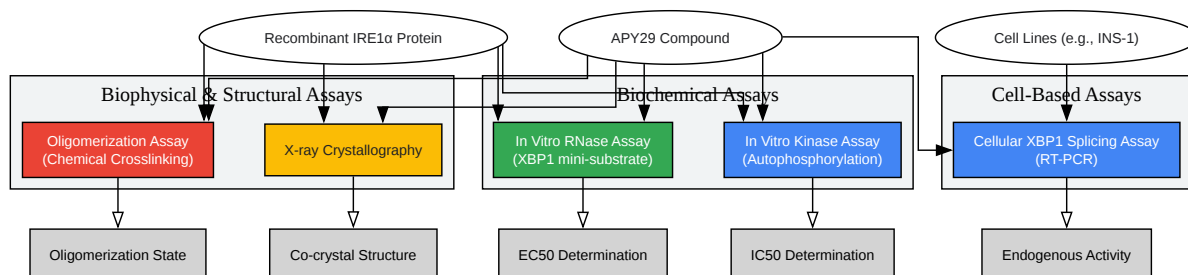 Recombinant IRE1α Protein
APY29 Compound
Cell Lines (e.g., INS-1)
Biophysical & Structural Assays
Biochemical Assays
Cell-Based Assays
Oligomerization Assay
(Chemical Crosslinking)
X-ray Crystallography
In Vitro RNase Assay
(XBP1 mini-substrate)
In Vitro Kinase Assay
(Autophosphorylation)
Cellular XBP1 Splicing Assay
(RT-PCR)
Oligomerization State
Co-crystal Structure
EC50 Determination
IC50 Determination
Endogenous Activity